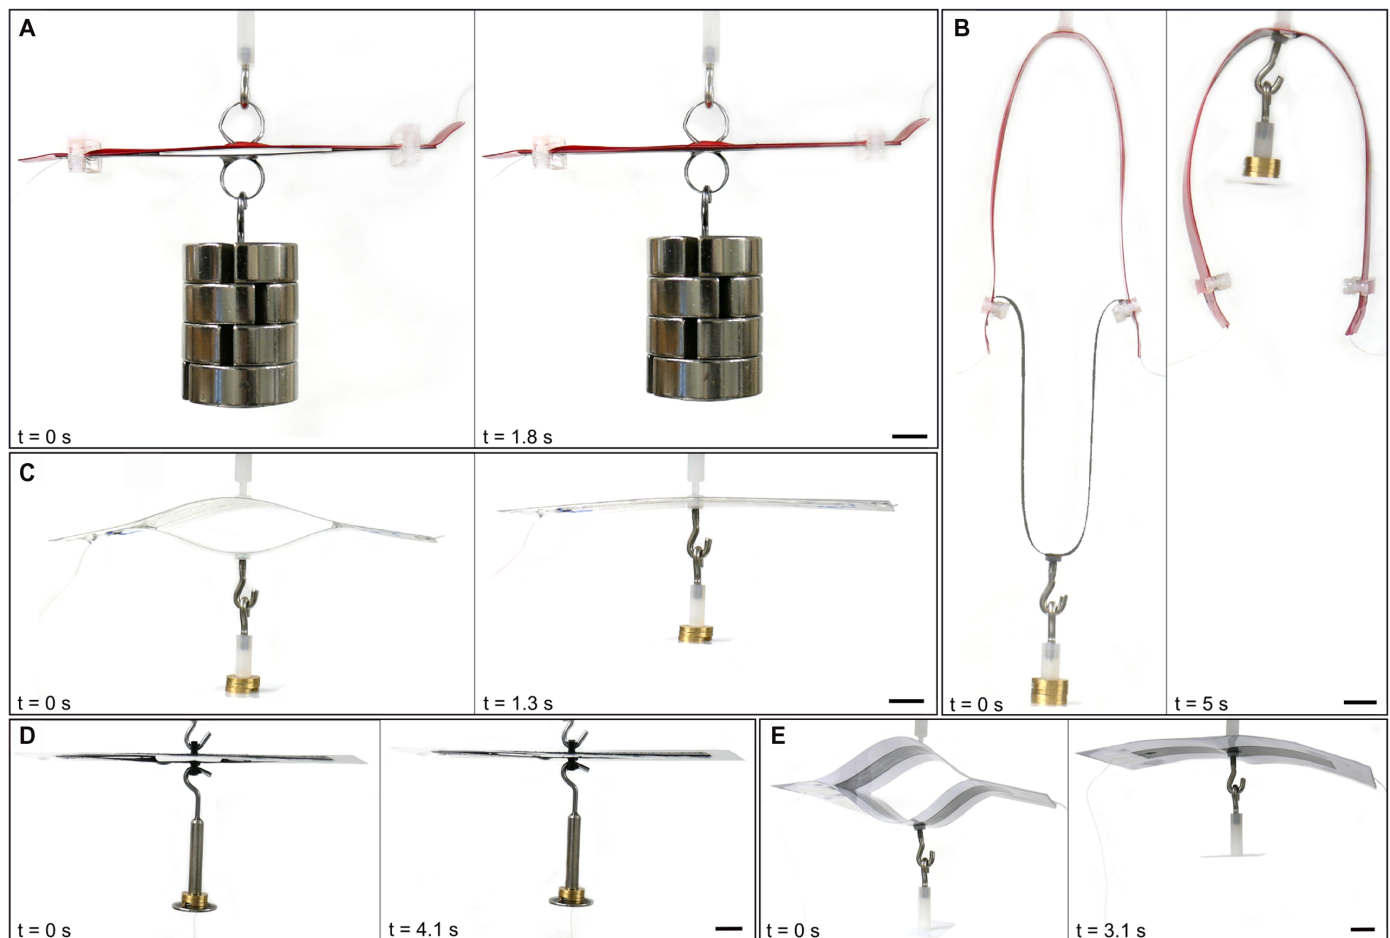 A
t = 0 s
t = 1.8 s
B
t = 0 s
t = 5 s
C
t = 0 s
t = 1.3 s
D
t = 0 s
t = 4.1 s
E
t = 0 s
t = 3.1 s